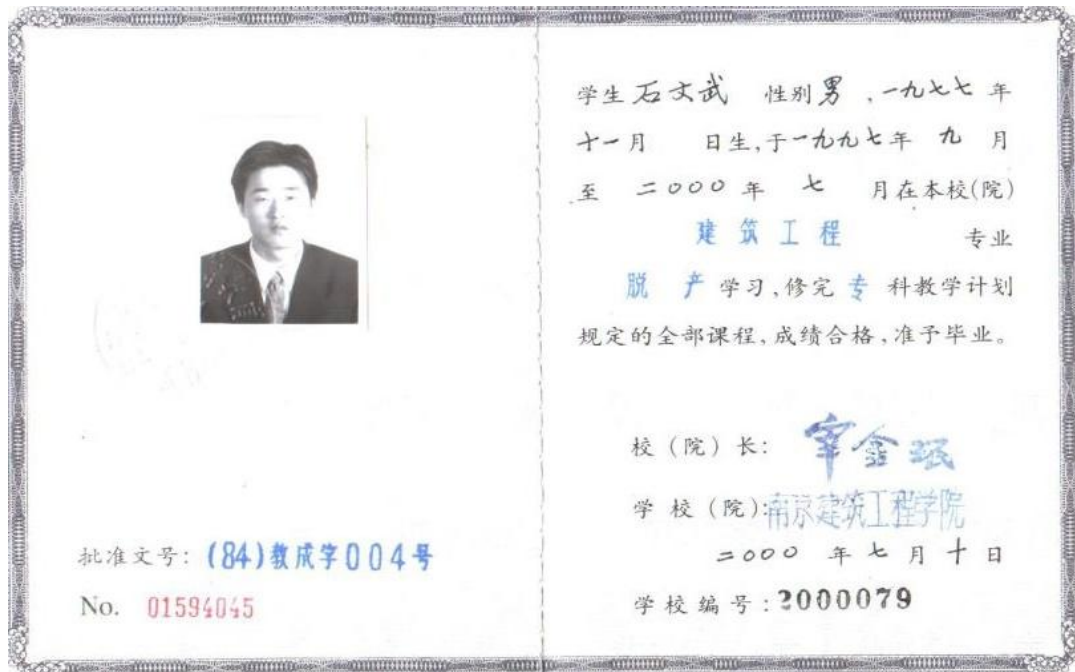 批准文号：(84)教成字004号
No. 01594045
学生 石文武 性别 男 ，一九七七 年
十一月 日生，于一九九七年 九 月
至 二000 年 七 月在本校(院)
建筑工程 专业
脱产 学习，修完 专 科教学计划
规定的全部课程，成绩合格，准予毕业。
校（院）长： 宰金珉
学校（院）：南京建筑工程学院
二000 年 七 月 十 日
学校编号：2000079